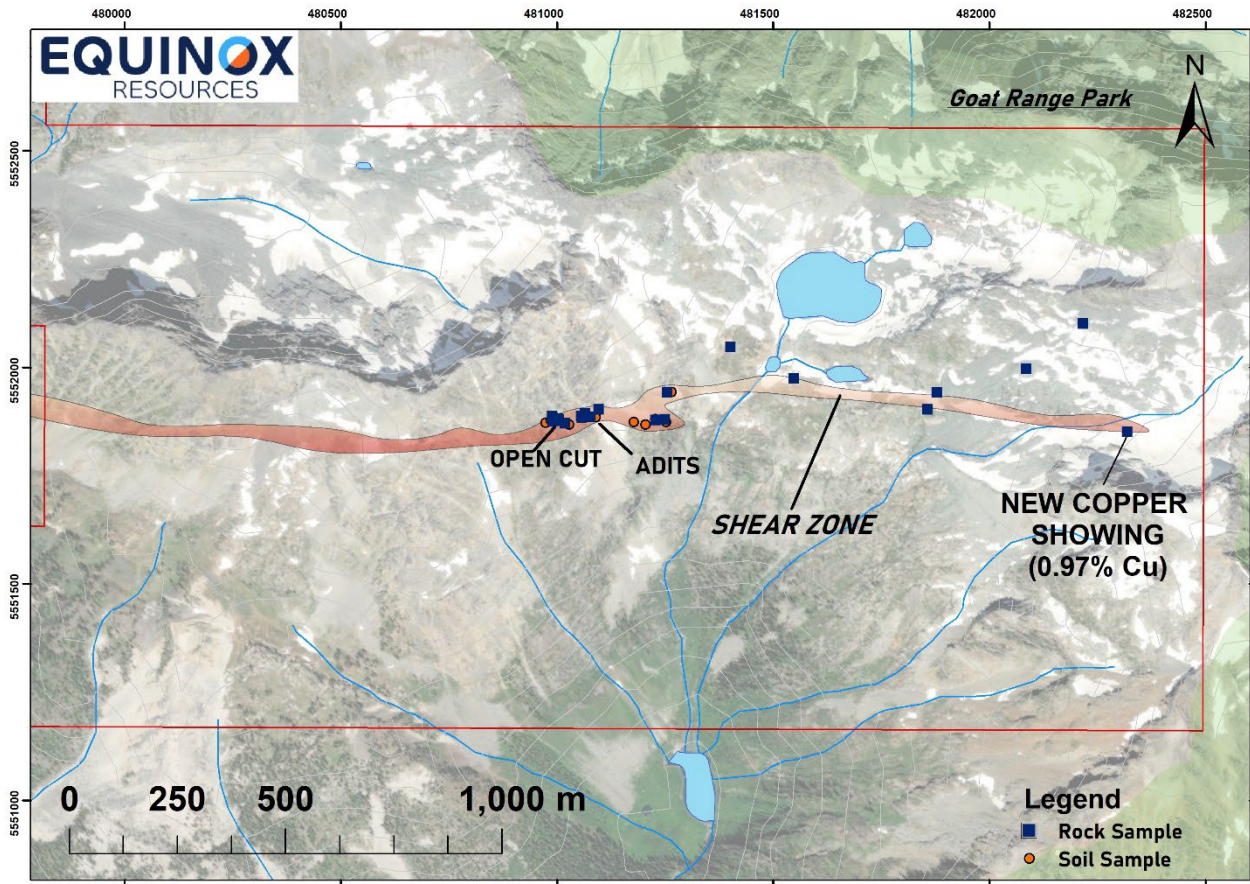 480000 480500 481000 481500 482000 482500
EQUINOX
RESOURCES
Goat Range Park
N
5552500
5552000
5551500
5551000
OPEN CUT
ADITS
SHEAR ZONE
NEW COPPER
SHOWING
(0.97% Cu)
0 250 500 1,000 m
Legend
Rock Sample
Soil Sample